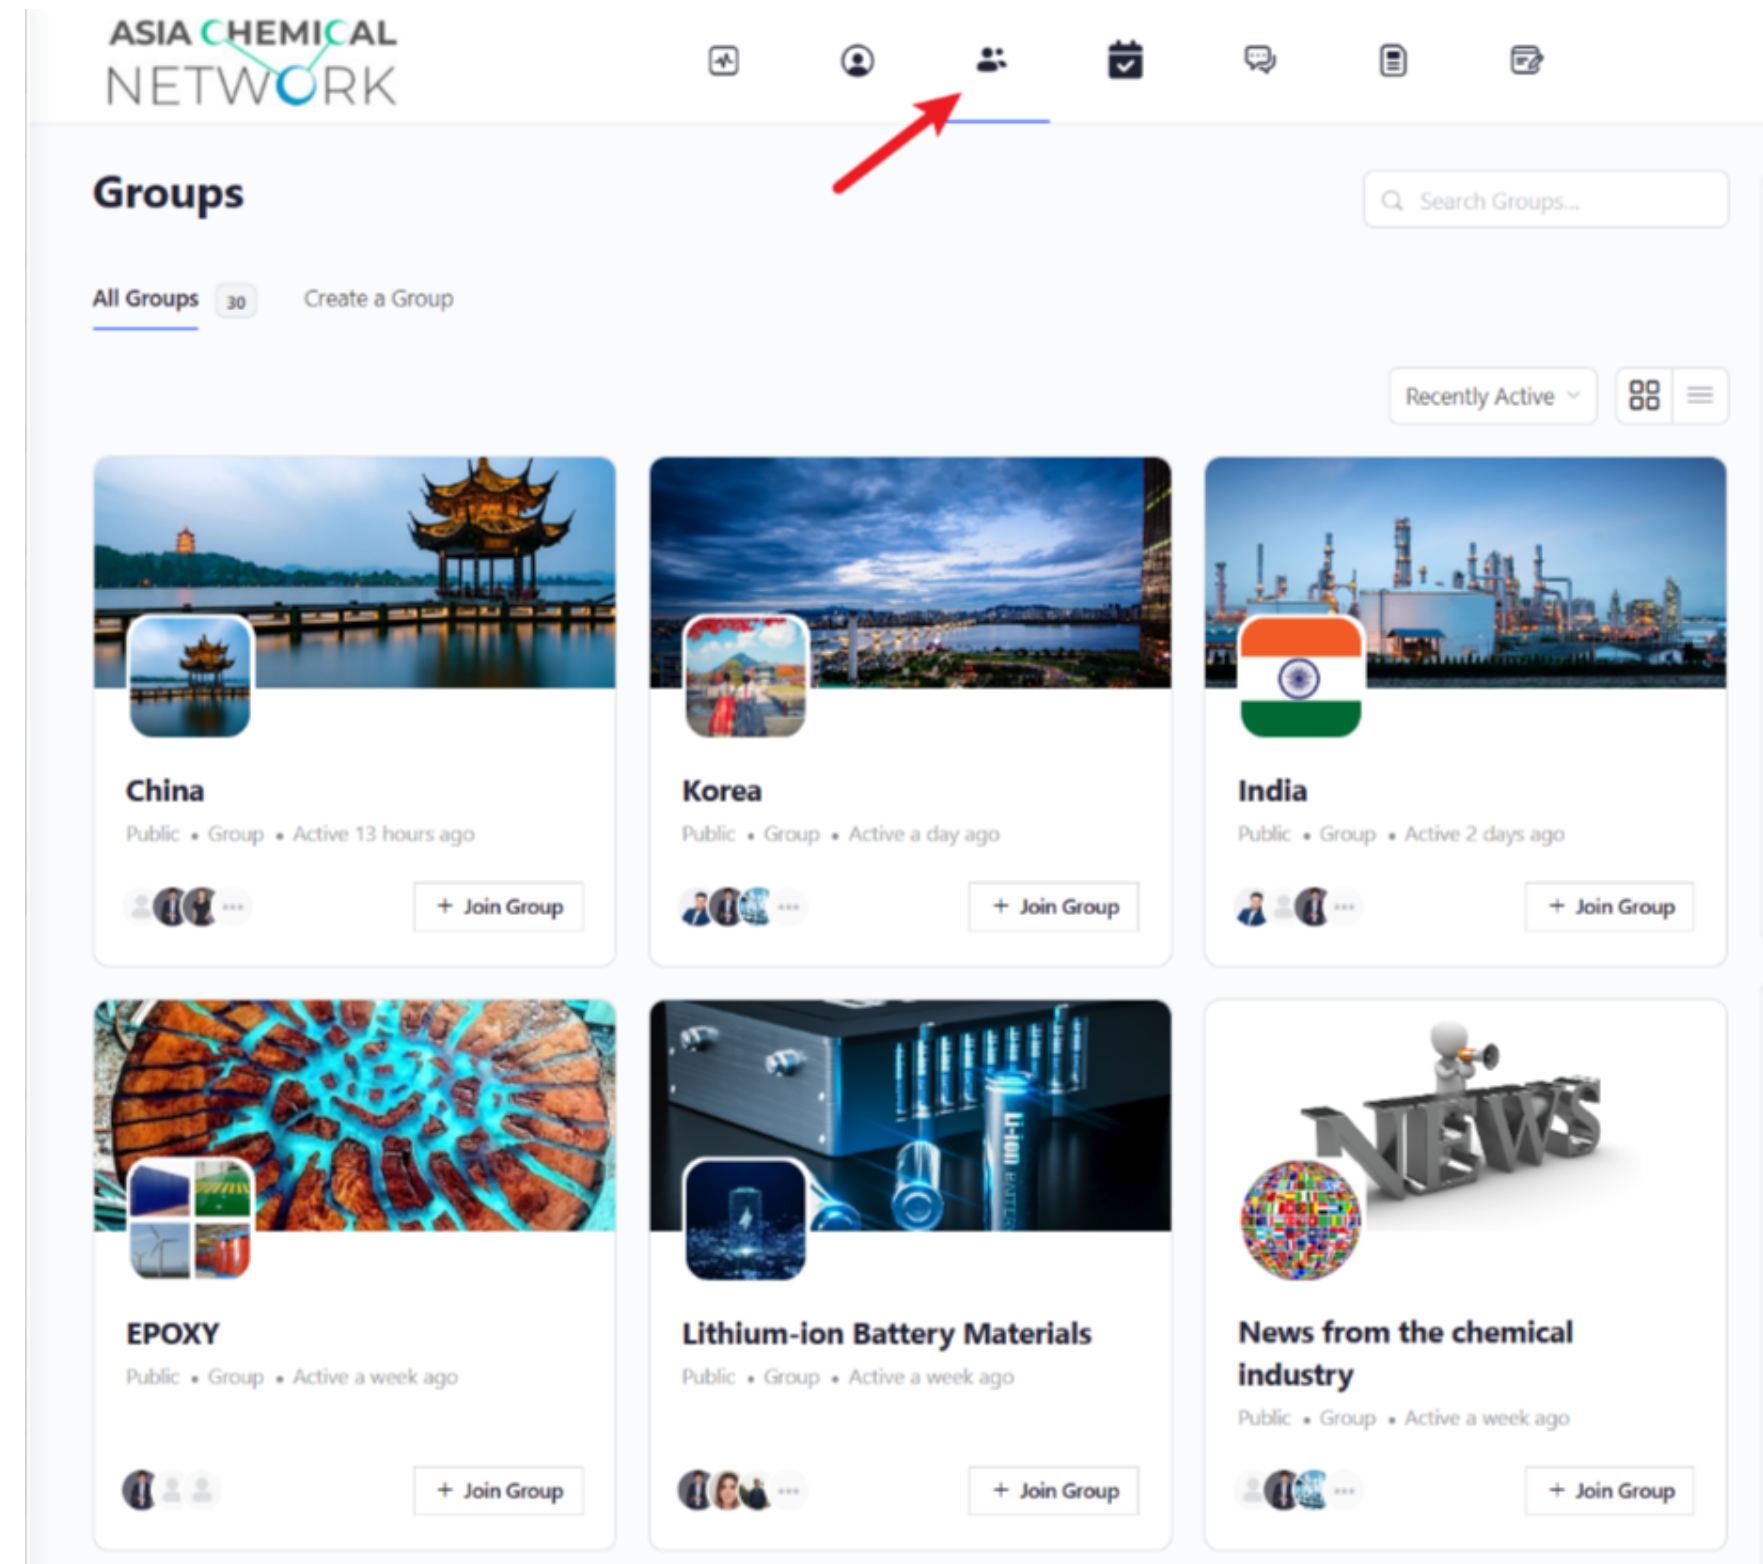 ASIA CHEMICAL
NETWORK
Groups
Search Groups...
All Groups 30 Create a Group
Recently Active
China
Public • Group • Active 13 hours ago
+ Join Group
Korea
Public • Group • Active a day ago
+ Join Group
India
Public • Group • Active 2 days ago
+ Join Group
Li-ion
NEWS
EPOXY
Public • Group • Active a week ago
+ Join Group
Lithium-ion Battery Materials
Public • Group • Active a week ago
+ Join Group
News from the chemical
industry
Public • Group • Active a week ago
+ Join Group